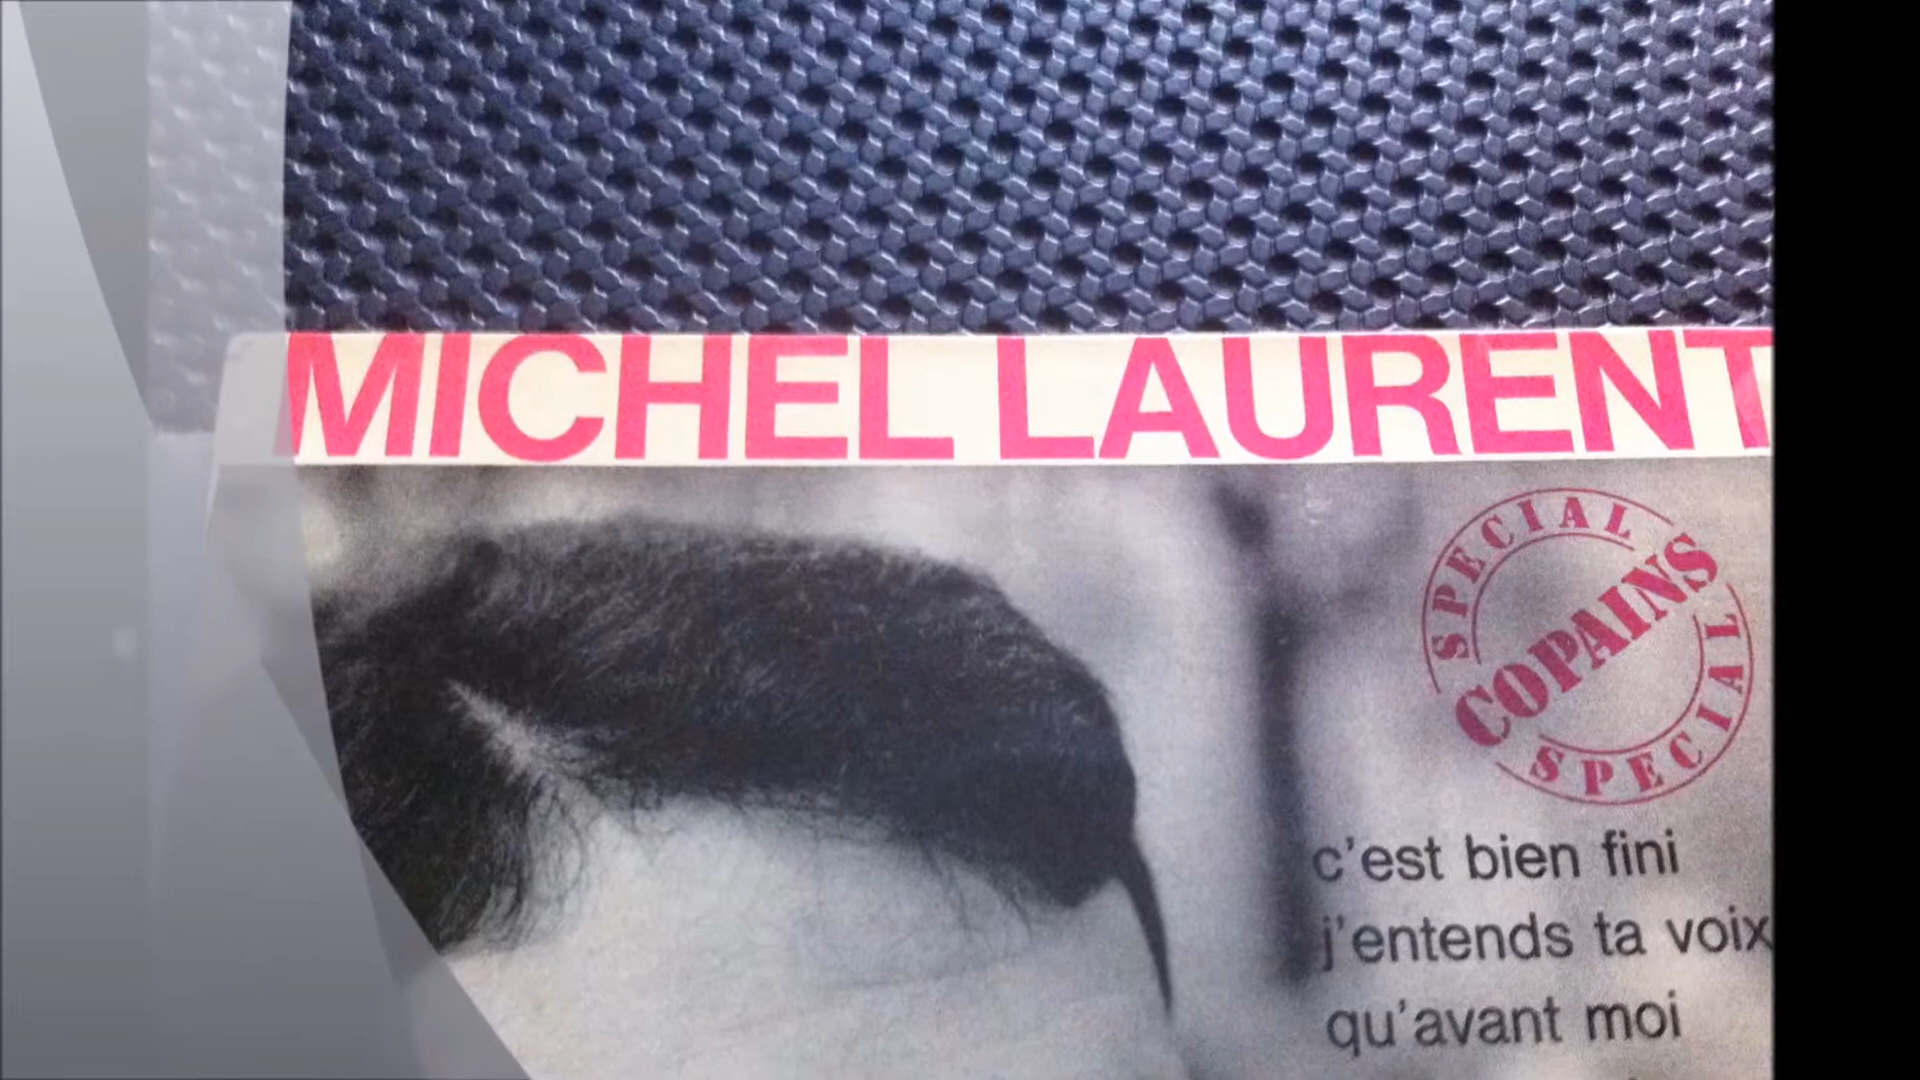 MICHEL LAURENT
SPECIAL
COPAINS
SPECIAL
c'est bien fini
j'entends ta voix
qu'avant moi